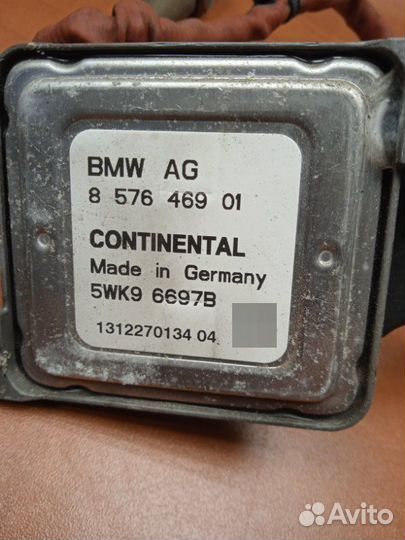 BMW AG
8 576 469 01
CONTINENTAL
Made in Germany
5WK9 6697B
1312270134 04
Avito